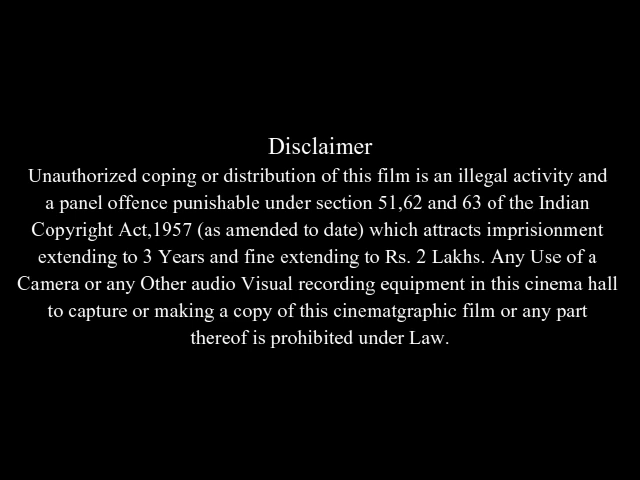 Disclaimer
Unauthorized coping or distribution of this film is an illegal activity and
a panel offence punishable under section 51,62 and 63 of the Indian
Copyright Act,1957 (as amended to date) which attracts imprisionment
extending to 3 Years and fine extending to Rs. 2 Lakhs. Any Use of a
Camera or any Other audio Visual recording equipment in this cinema hall
to capture or making a copy of this cinematgraphic film or any part
thereof is prohibited under Law.